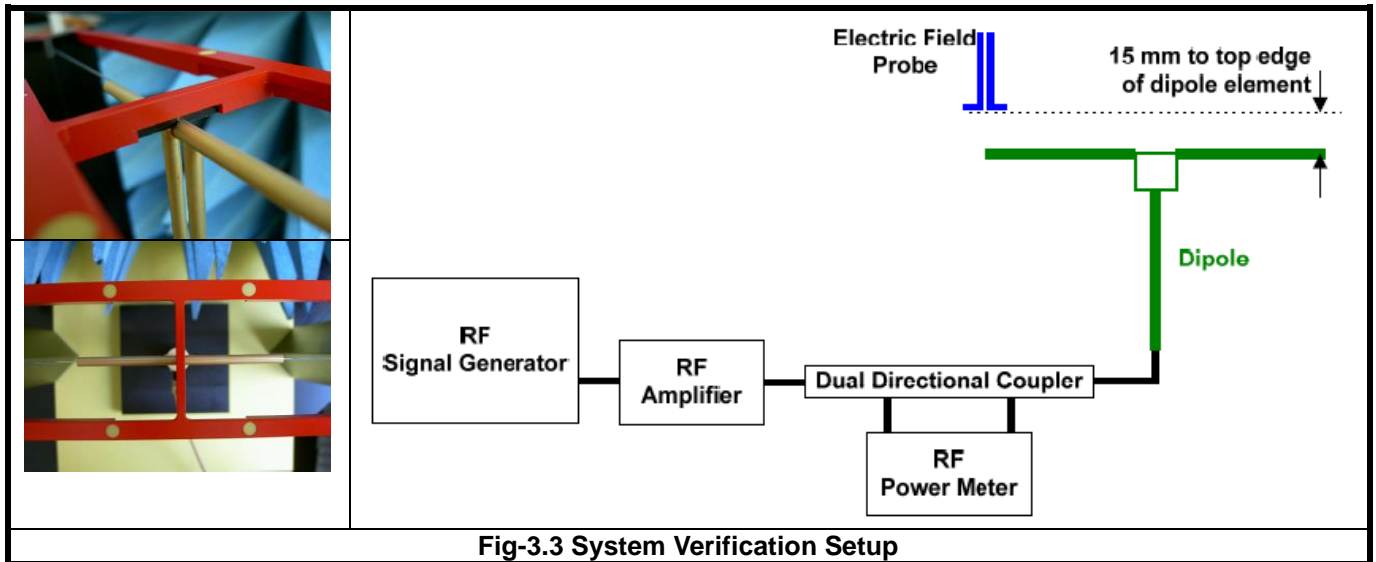 Electric Field
Probe
15 mm to top edge
of dipole element
Dipole
RF
Signal Generator
RF
Amplifier
Dual Directional Coupler
RF
Power Meter
Fig-3.3 System Verification Setup